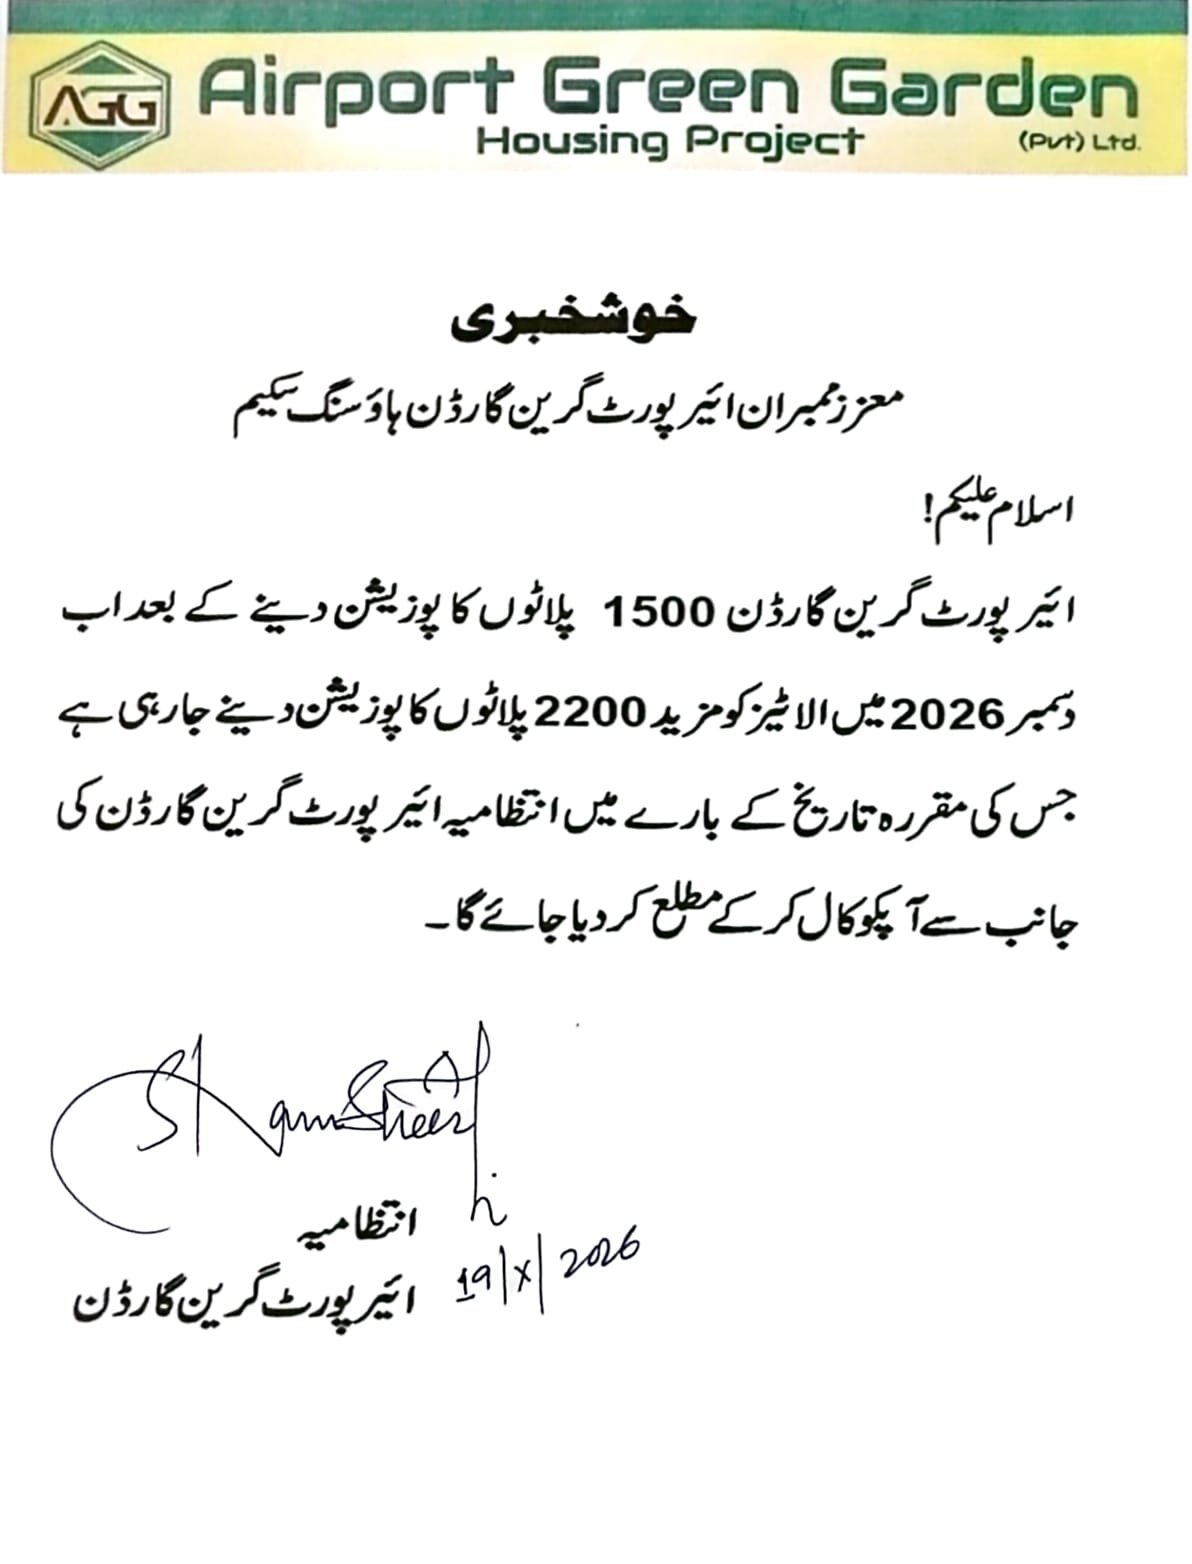 AGG
Airport Green Garden
Housing Project
(Pvt) Ltd.
خوشخبری
معزز ممبران ائیر پورٹ گرین گارڈن ہاؤسنگ سکیم
اسلام علیکم!
ائیر پورٹ گرین گارڈن 1500 پلاٹوں کا پوزیشن دینے کے بعد اب
دسمبر 2026 میں الاٹیز کو مزید 2200 پلاٹوں کا پوزیشن دینے جارہی ہے
جس کی مقررہ تاریخ کے بارے میں انتظامیہ ائیر پورٹ گرین گارڈن کی
جانب سے آپکو کال کر کے مطلع کر دیا جائے گا۔
انتظامیہ
ائیر پورٹ گرین گارڈن
19/X/2026